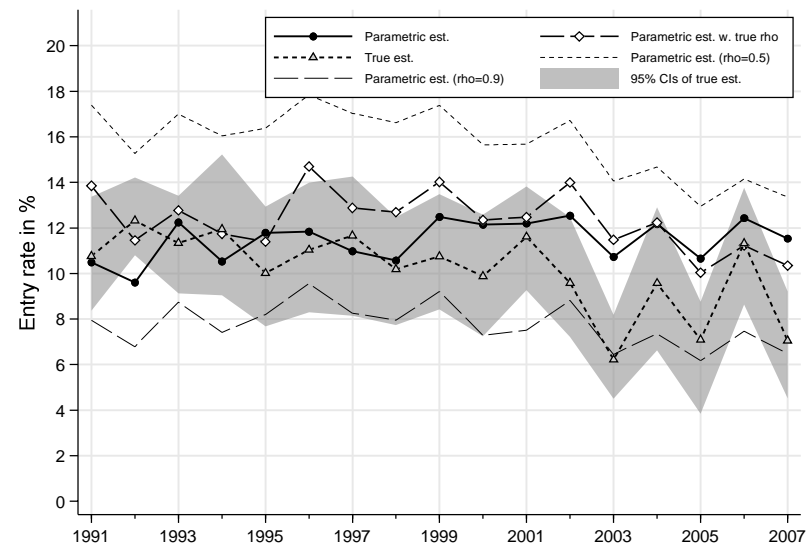 Parametric est.
Parametric est. w. true rho
True est.
Parametric est. (rho=0.5)
Parametric est. (rho=0.9)
95% CIs of true est.
Entry rate in %
20
18
16
14
12
10
8
6
4
2
0
1991 1993 1995 1997 1999 2001 2003 2005 2007